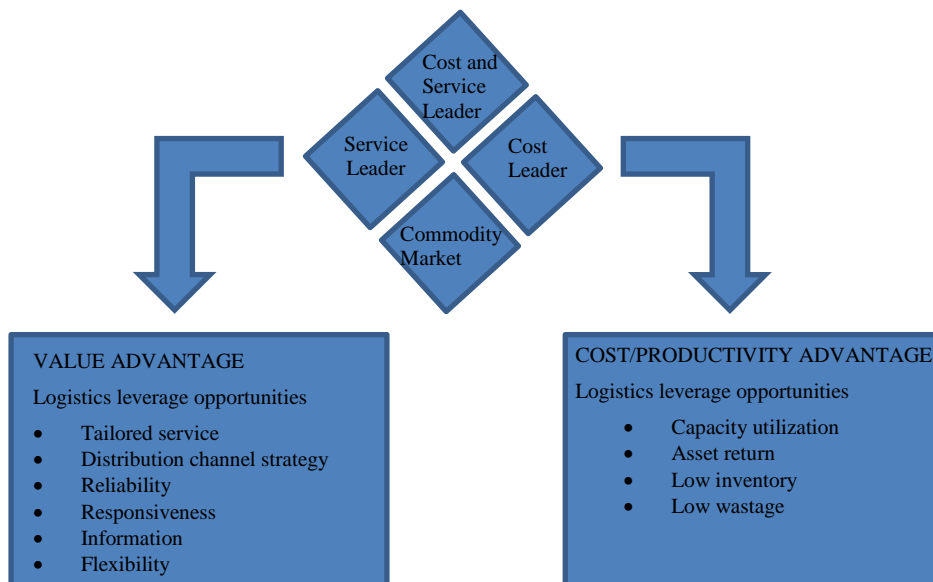 Cost and
Service
Leader
Service
Leader
Cost
Leader
Commodity
Market
VALUE ADVANTAGE
Logistics leverage opportunities
• Tailored service
• Distribution channel strategy
• Reliability
• Responsiveness
• Information
• Flexibility
COST/PRODUCTIVITY ADVANTAGE
Logistics leverage opportunities
• Capacity utilization
• Asset return
• Low inventory
• Low wastage